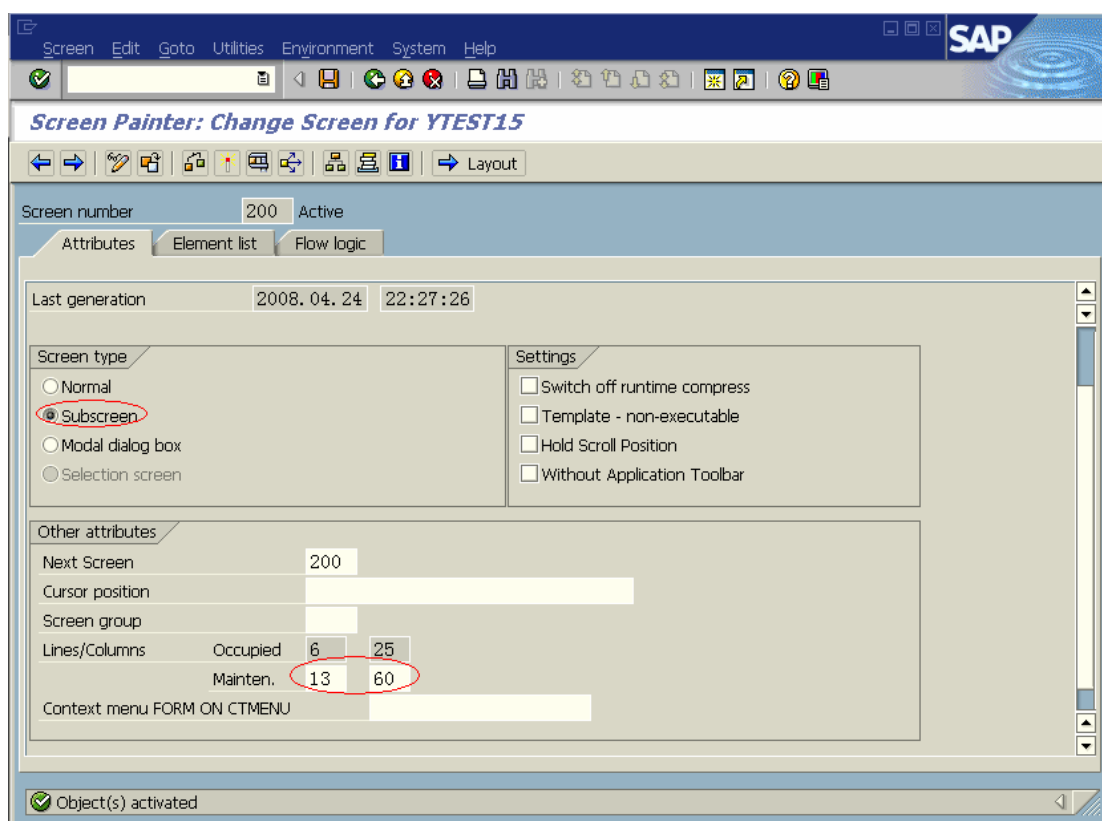 Screen Edit Goto Utilities Environment System Help
SAP
Screen Painter: Change Screen for YTEST15
Layout
Screen number 200 Active
Attributes Element list Flow logic
Last generation 2008.04.24 22:27:26
Screen type Settings
Normal Switch off runtime compress
Subscreen Template - non-executable
Modal dialog box Hold Scroll Position
Selection screen Without Application Toolbar
Other attributes
Next Screen 200
Cursor position
Screen group
Lines/Columns Occupied 6 25
Mainten. 13 60
Context menu FORM ON CTMENU
Object(s) activated